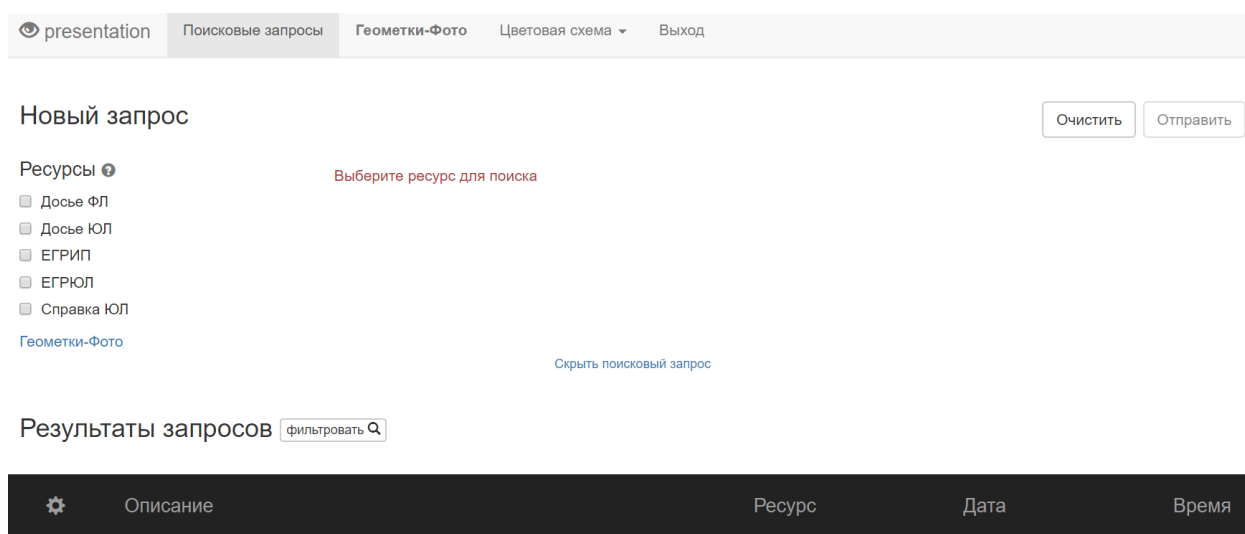 presentation Поисковые запросы Геометки-Фото Цветовая схема Выход
Новый запрос Очистить Отправить
Ресурсы Выберите ресурс для поиска
Досье ФЛ
Досье ЮЛ
ЕГРИП
ЕГРЮЛ
Справка ЮЛ
Геометки-Фото
Скрыть поисковый запрос
Результаты запросов фильтровать
Описание Ресурс Дата Время